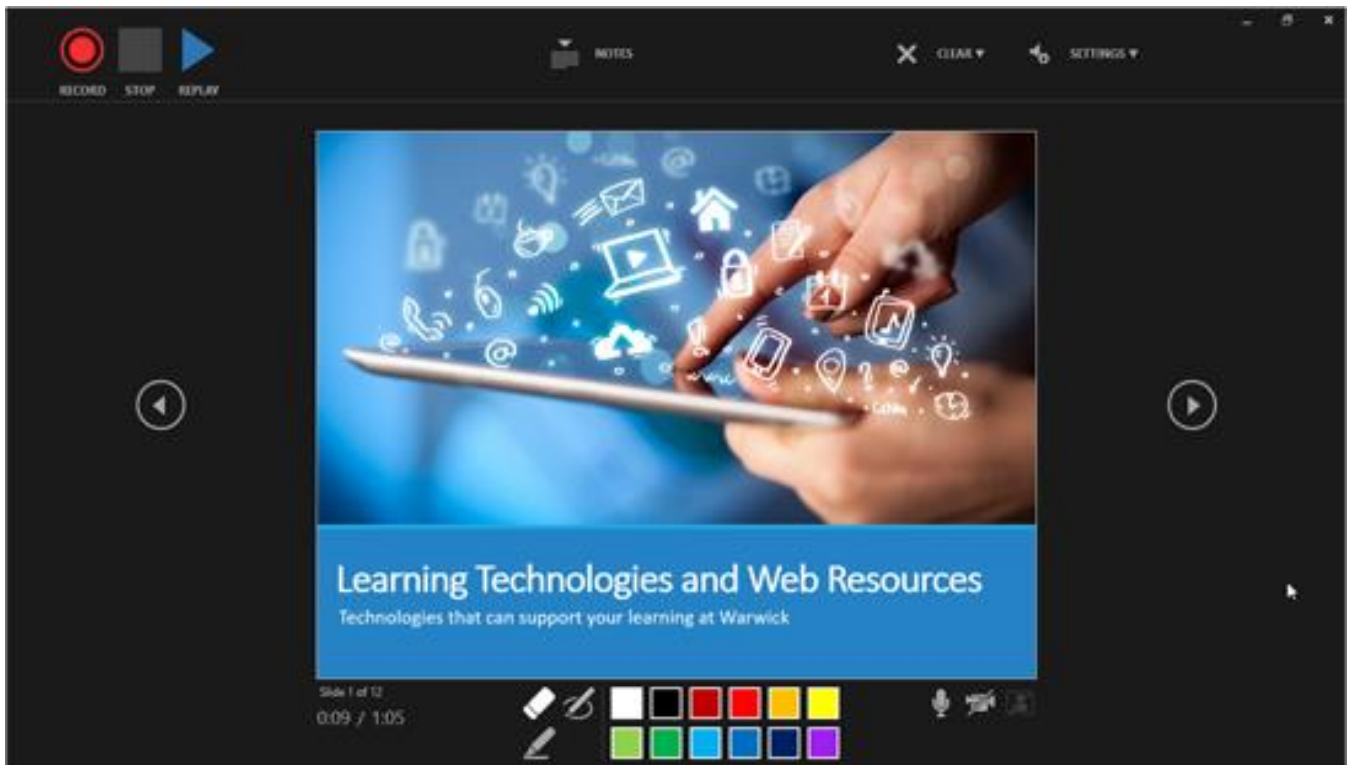 RECORD STOP REPLAY
NOTES
CLEAR ▼
SETTINGS ▼
Learning Technologies and Web Resources
Technologies that can support your learning at Warwick
Slide 1 of 12
0:09 / 1:05